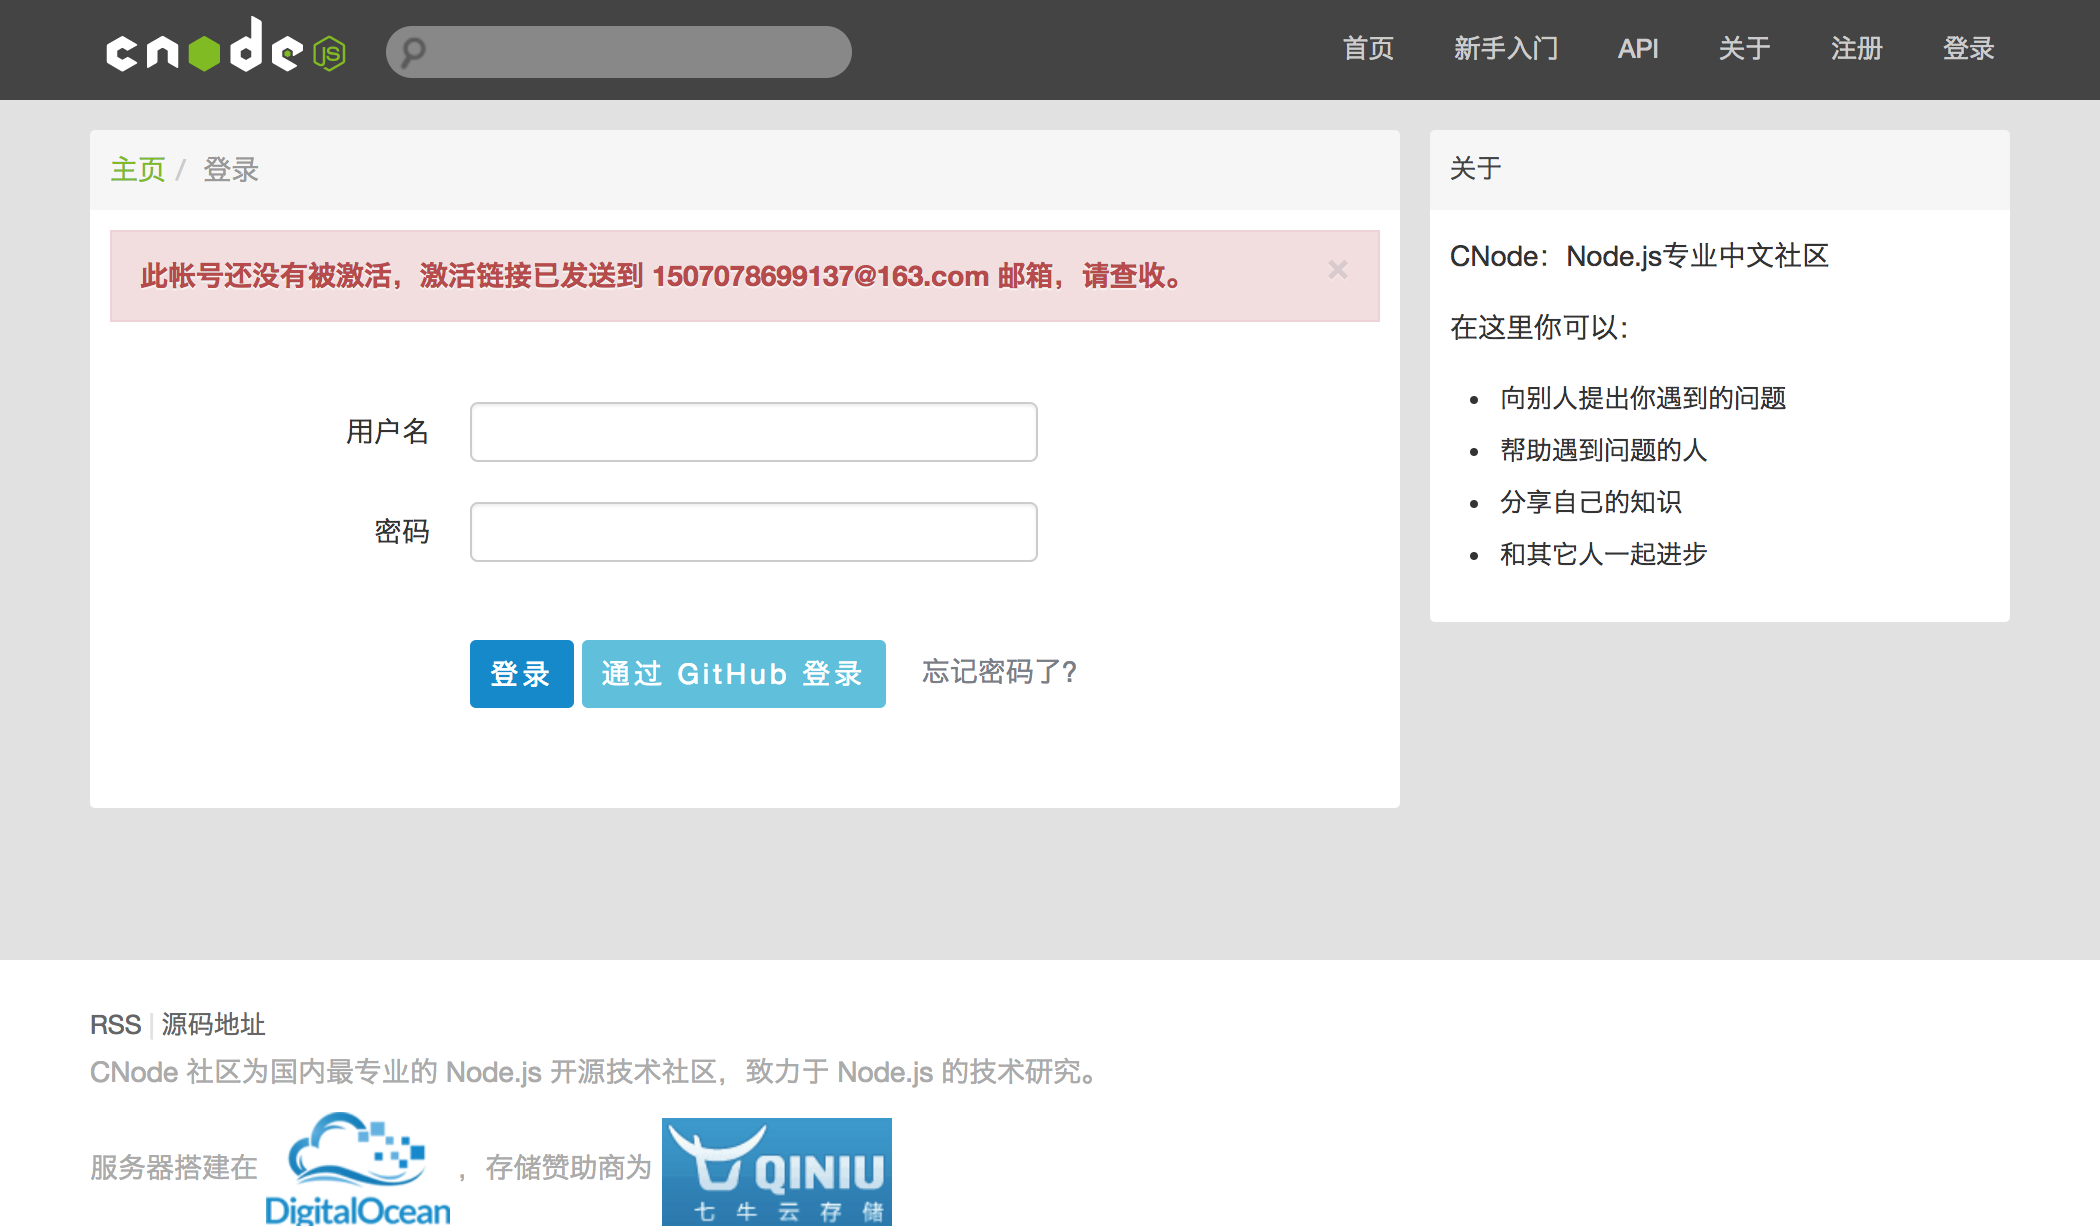 cnode JS
首页 新手入门 API 关于 注册 登录
主页 / 登录
此帐号还没有被激活，激活链接已发送到 1507078699137@163.com 邮箱，请查收。 ×
用户名
密码
登录 通过 GitHub 登录 忘记密码了?
关于
CNode：Node.js专业中文社区
在这里你可以：
向别人提出你遇到的问题
帮助遇到问题的人
分享自己的知识
和其它人一起进步
RSS | 源码地址
CNode 社区为国内最专业的 Node.js 开源技术社区，致力于 Node.js 的技术研究。
服务器搭建在 DigitalOcean ，存储赞助商为 QINIU
七牛云存储